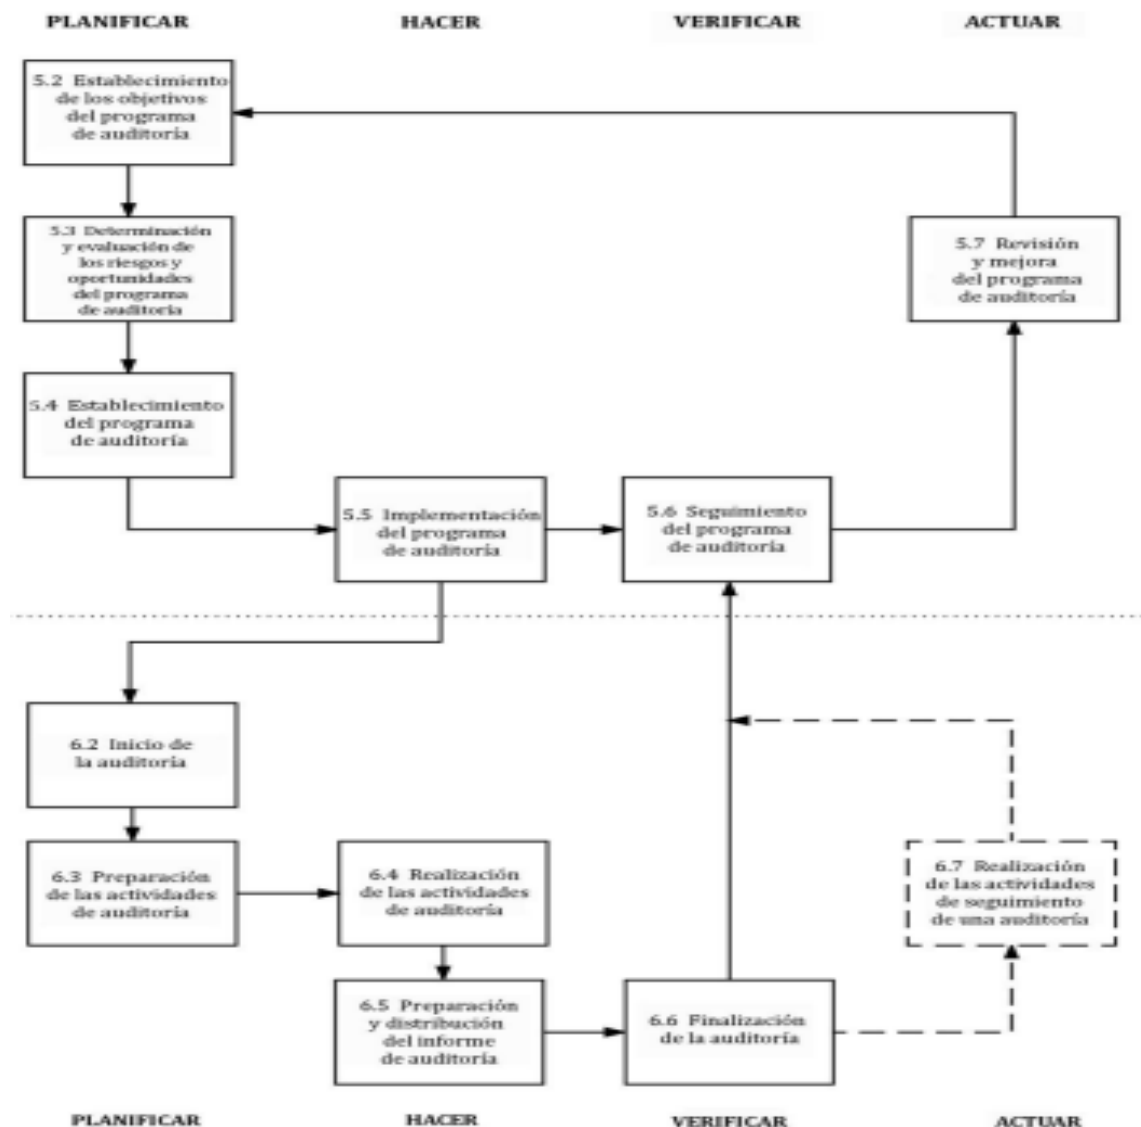 PLANIFICAR
HACER
VERIFICAR
ACTUAR
5.2 Establecimiento
de los objetivos
del programa
de auditoría
5.3 Determinación
y evaluación de
los riesgos y
oportunidades
del programa
de auditoría
5.4 Establecimiento
del programa
de auditoría
5.5 Implementación
del programa
de auditoría
5.6 Seguimiento
del programa
de auditoría
5.7 Revisión
y mejora
del programa
de auditoría
6.2 Inicio de
la auditoría
6.3 Preparación
de las actividades
de auditoría
6.4 Realización
de las actividades
de auditoría
6.5 Preparación
y distribución
del informe
de auditoría
6.6 Finalización
de la auditoría
6.7 Realización
de las actividades
de seguimiento
de una auditoría
PLANIFICAR
HACER
VERIFICAR
ACTUAR